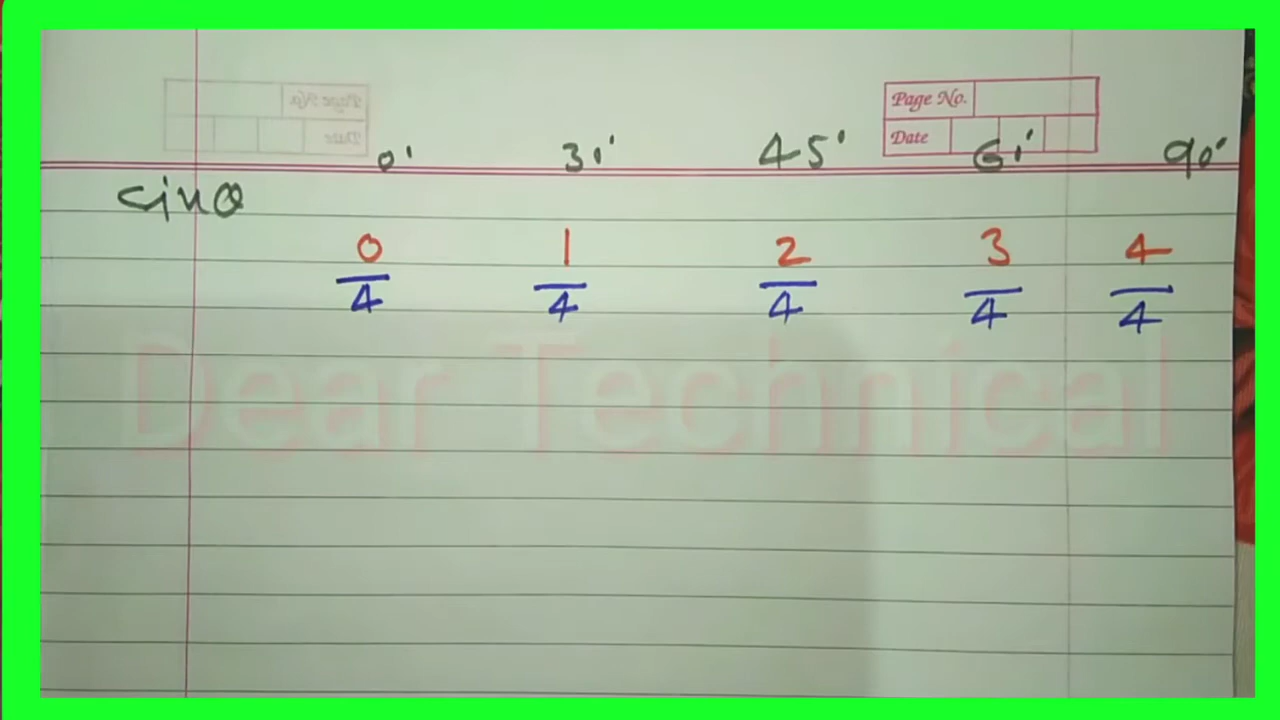 Page No.
Date
0' 30' 45' 60' 90'
sinθ
0 1 2 3 4
4 4 4 4 4
Dear Technical